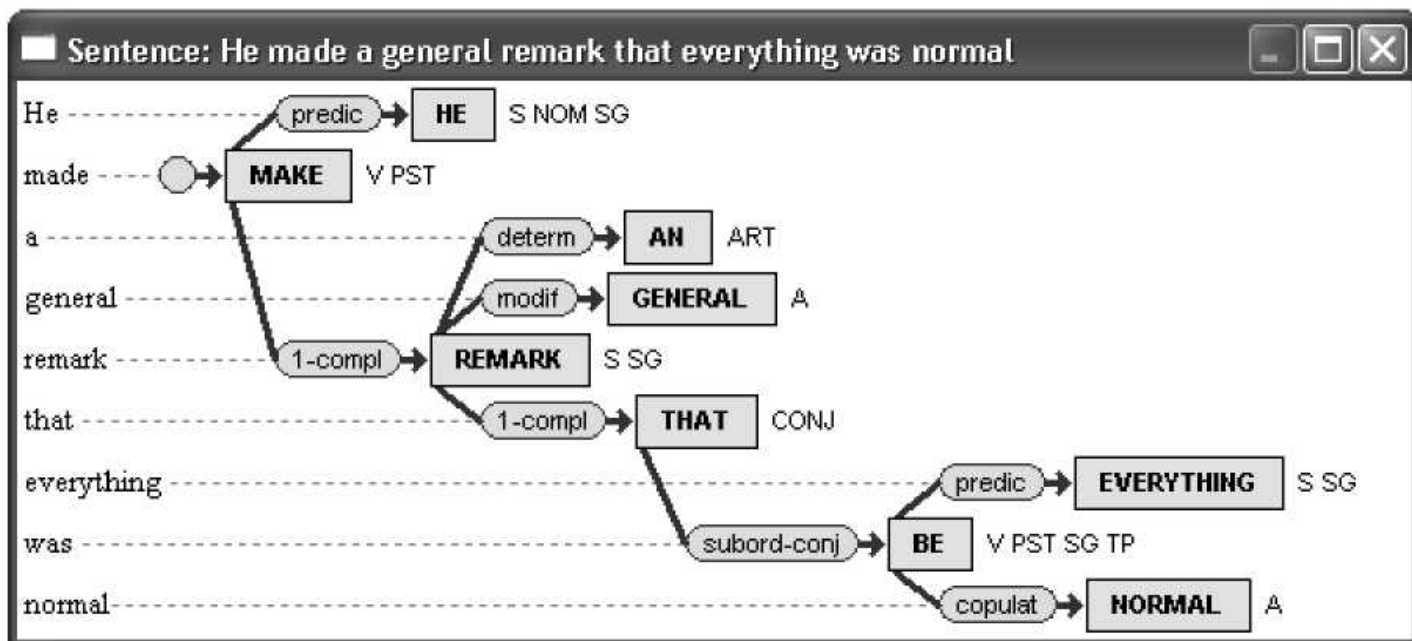 Sentence: He made a general remark that everything was normal
He predic HE S NOM SG
made MAKE V PST
a determ AN ART
general modif GENERAL A
remark 1-compl REMARK S SG
that 1-compl THAT CONJ
everything predic EVERYTHING S SG
was subord-conj BE V PST SG TP
normal copulat NORMAL A